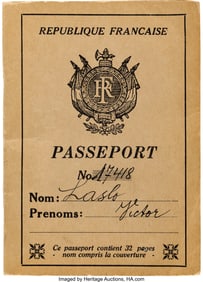 REPUBLIQUE FRANCAISE
RF
PASSEPORT
No. 17418
Nom: Laslo
Prenoms: Victor
Ce passeport contient 32 pages
nom compris la couverture
Imaged by Heritage Auctions, HA.com